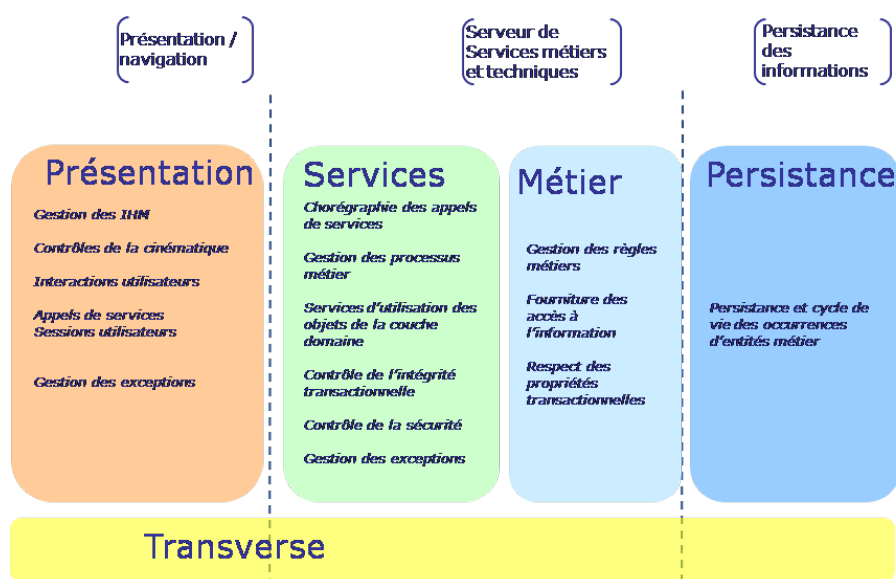 Présentation /
navigation
Serveur de
Services métiers
et techniques
Persistance
des
informations
Présentation
Gestion des IHM
Contrôles de la cinématique
Interactions utilisateurs
Appels de services
Sessions utilisateurs
Gestion des exceptions
Services
Chorégraphie des appels
de services
Gestion des processus
métier
Services d'utilisation des
objets de la couche
domaine
Contrôle de l'intégrité
transactionnelle
Contrôle de la sécurité
Gestion des exceptions
Métier
Gestion des règles
métiers
Fourniture des
accès à
l'information
Respect des
propriétés
transactionnelles
Persistance
Persistance et cycle de
vie des occurrences
d'entités métier
Transverse